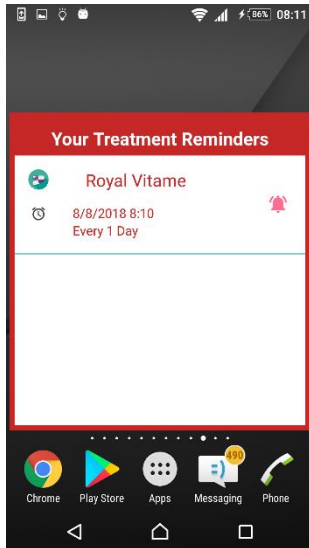 86% 08:11
Your Treatment Reminders
Royal Vitame
8/8/2018 8:10
Every 1 Day
490
Chrome Play Store Apps Messaging Phone